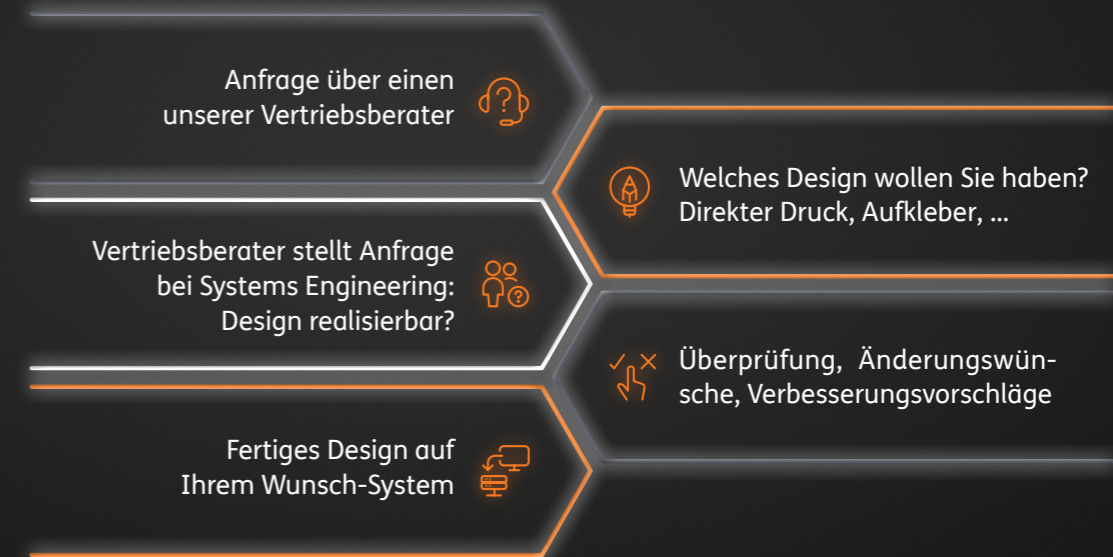 Anfrage über einen
unserer Vertriebsberater
Welches Design wollen Sie haben?
Direkter Druck, Aufkleber, ...
Vertriebsberater stellt Anfrage
bei Systems Engineering:
Design realisierbar?
Überprüfung, Änderungswün-
sche, Verbesserungsvorschläge
Fertiges Design auf
Ihrem Wunsch-System